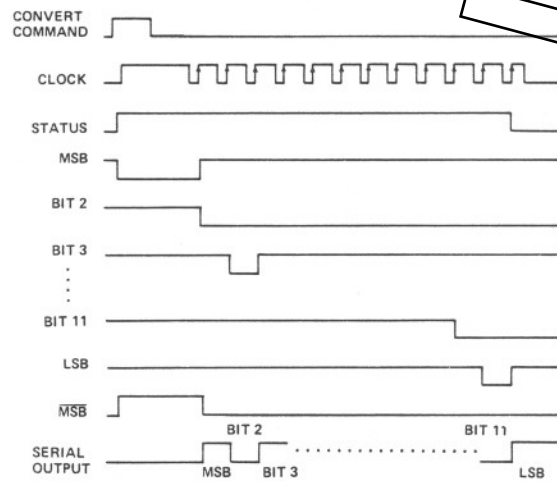 CONVERT
COMMAND
CLOCK
STATUS
MSB
BIT 2
BIT 3
BIT 11
LSB
MSB
BIT 2
BIT 11
SERIAL
OUTPUT
MSB
BIT 3
LSB